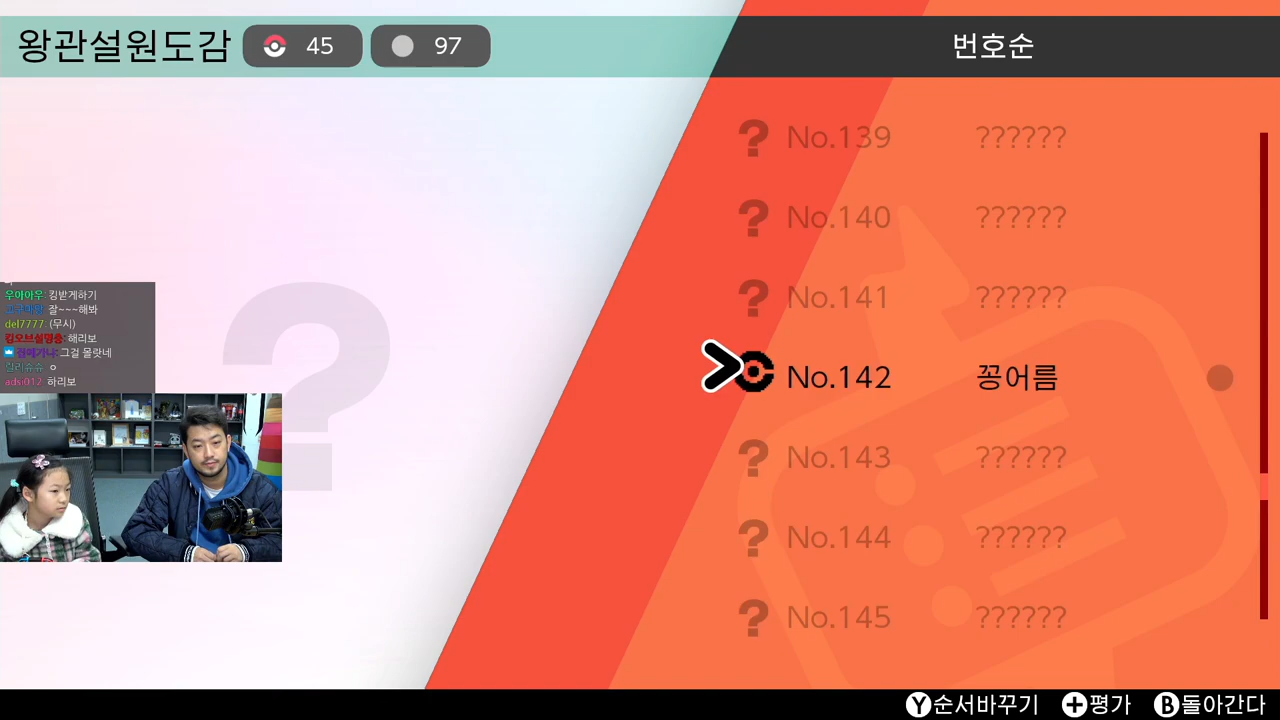 왕관설원도감 45 97
번호순
No.139 ??????
No.140 ??????
No.141 ??????
No.142 꽁어름
No.143 ??????
No.144 ??????
No.145 ??????
우아아우: 킹받게하기
잘~~~해봐
del7777: (무시)
해리보
그걸 몰랏네
ㅇ
adsi012: 하리보
Y순서바꾸기 +평가 B돌아간다